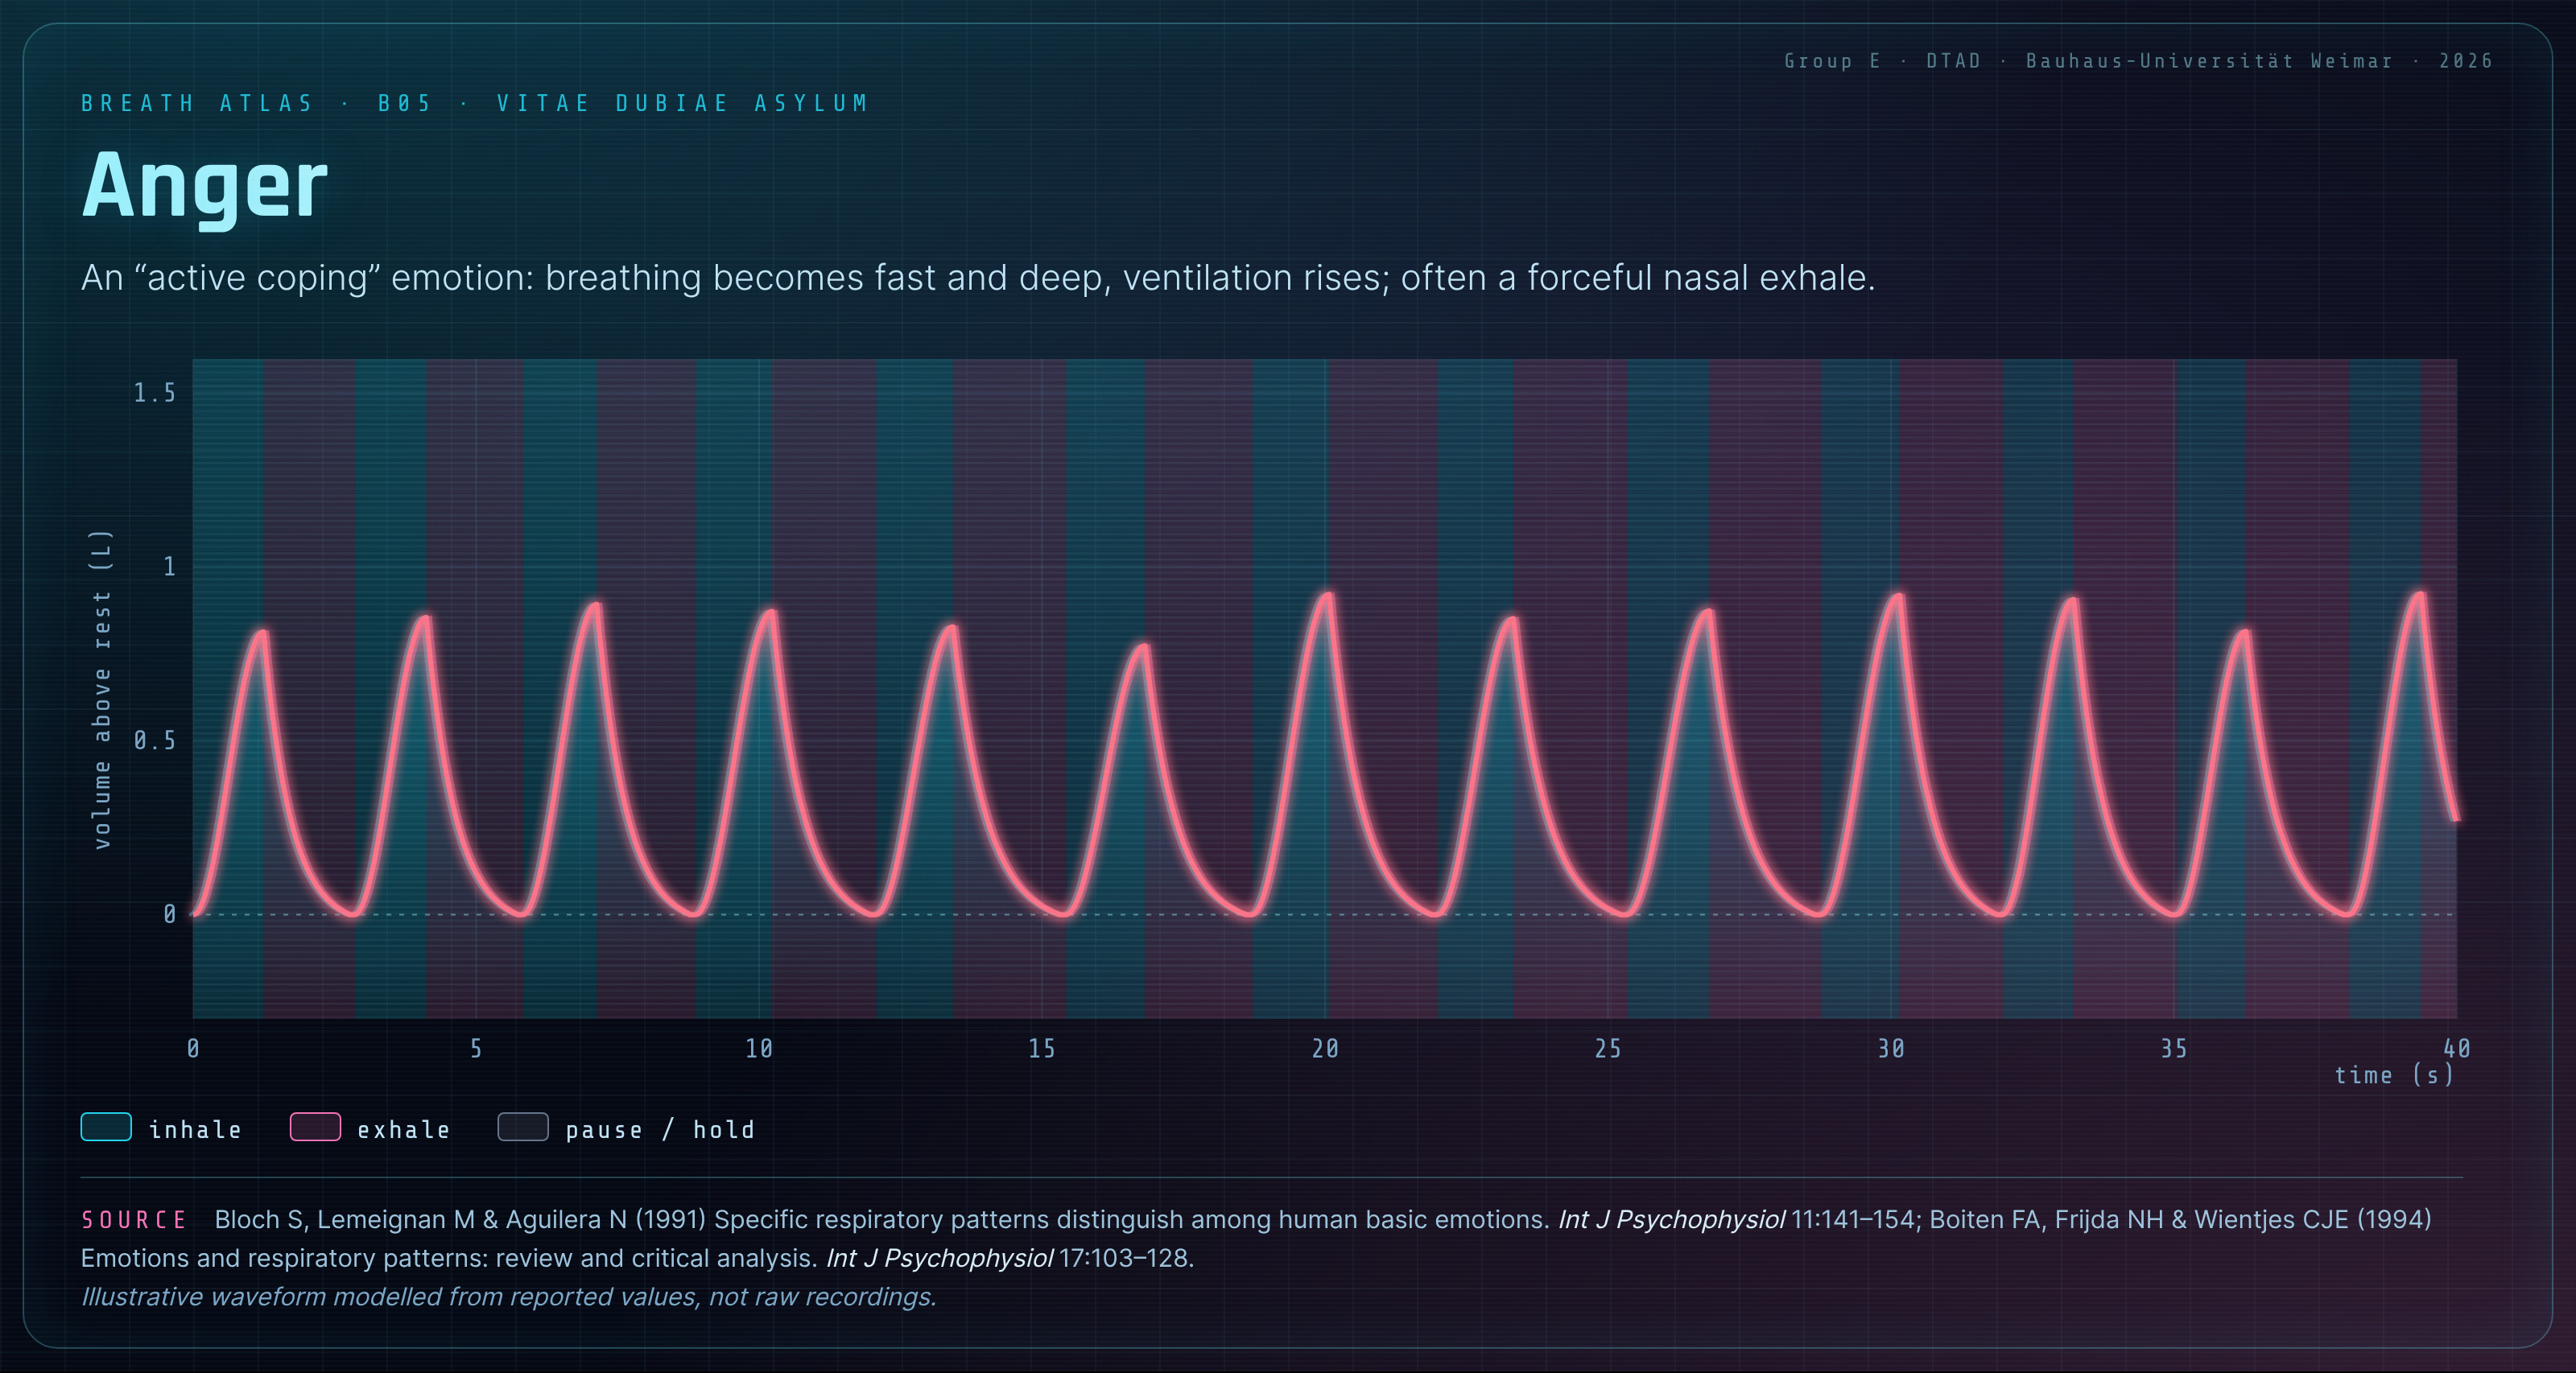 Group E · DTAD · Bauhaus-Universität Weimar · 2026
BREATH ATLAS · B05 · VITAE DUBIAE ASYLUM
Anger
An “active coping” emotion: breathing becomes fast and deep, ventilation rises; often a forceful nasal exhale.
volume above rest (L)
1.5
1
0.5
0
0 5 10 15 20 25 30 35 40
time (s)
inhale exhale pause / hold
SOURCE Bloch S, Lemeignan M & Aguilera N (1991) Specific respiratory patterns distinguish among human basic emotions. Int J Psychophysiol 11:141–154; Boiten FA, Frijda NH & Wientjes CJE (1994)
Emotions and respiratory patterns: review and critical analysis. Int J Psychophysiol 17:103–128.
Illustrative waveform modelled from reported values, not raw recordings.